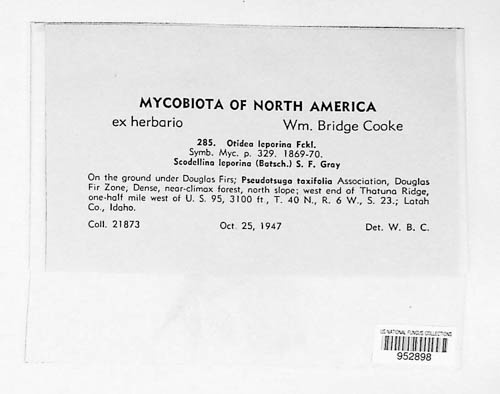 MYCOBIOTA OF NORTH AMERICA
ex herbario Wm. Bridge Cooke
285. Otidea leporina Fckl.
Symb. Myc. p. 329. 1869-70.
Scodellina leporina (Batsch.) S. F. Gray
On the ground under Douglas Firs; Pseudotsuga taxifolia Association, Douglas
Fir Zone, Dense, near-climax forest, north slope; west end of Thatuna Ridge,
one-half mile west of U. S. 95, 3100 ft., T. 40 N., R. 6 W., S. 23.; Latah
Co., Idaho.
Coll. 21873 Oct. 25, 1947 Det. W. B. C.
US NATIONAL FUNGUS COLLECTIONS
952898